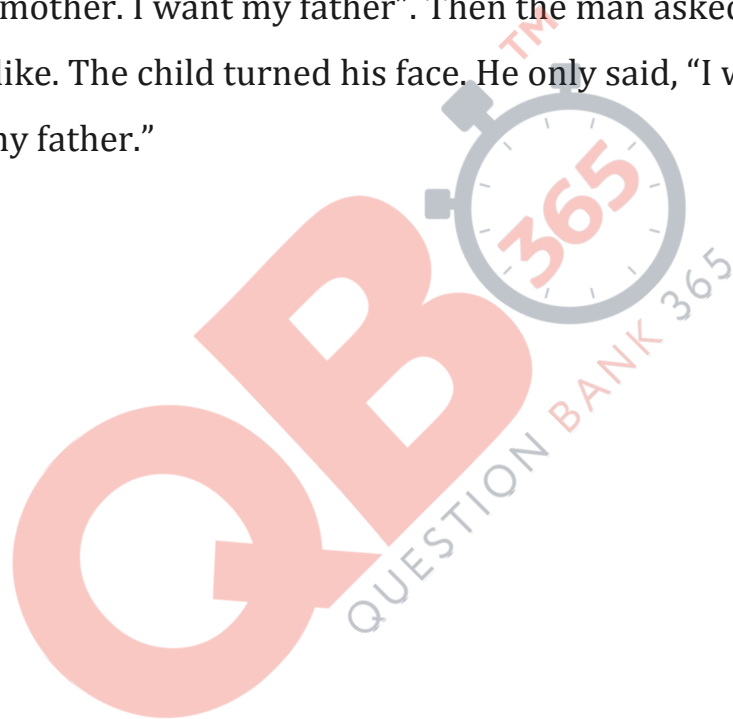 mother. I want my father”. Then the man asked
like. The child turned his face. He only said, “I w
ny father.”
TM
365
QB
QUESTION BANK 365